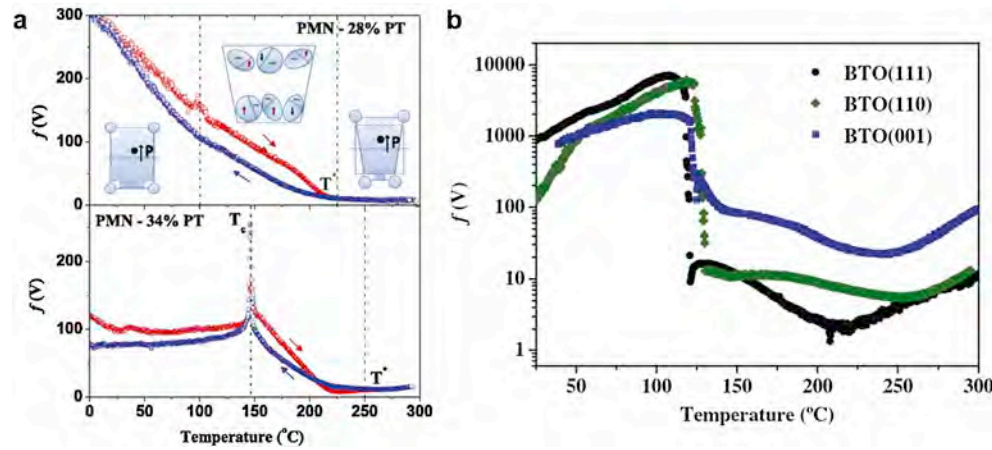 a
PMN - 28% PT
300
200
100
0
f (V)
P
P
T*
PMN - 34% PT
T_c
200
100
0
f (V)
T*
0 50 100 150 200 250 300
Temperature (°C)
b
10000
1000
100
10
1
f (V)
BTO(111)
BTO(110)
BTO(001)
50 100 150 200 250 300
Temperature (°C)